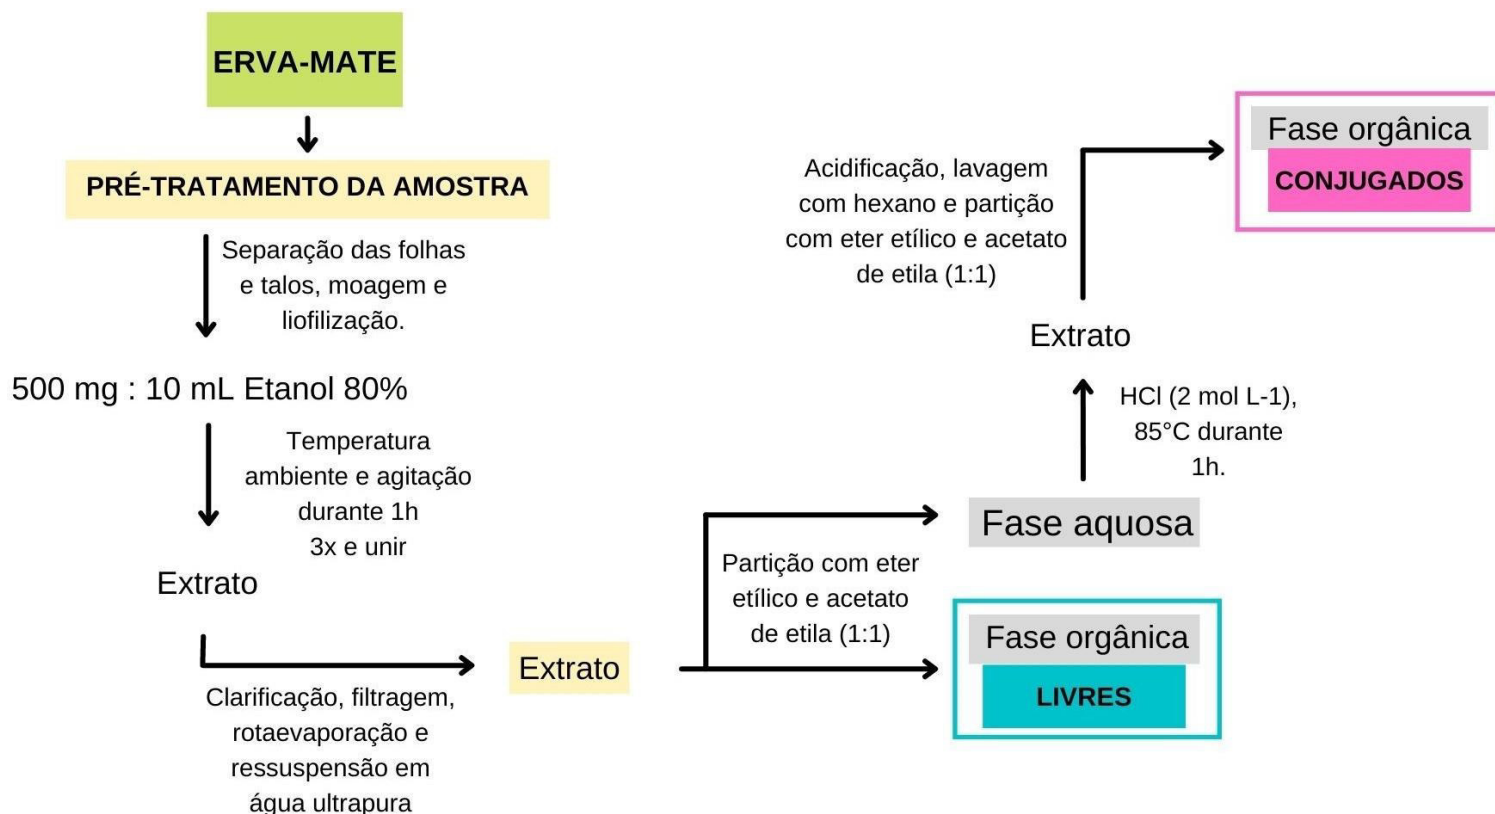 ERVA-MATE
PRÉ-TRATAMENTO DA AMOSTRA
Separação das folhas
e talos, moagem e
liofilização.
500 mg : 10 mL Etanol 80%
Temperatura
ambiente e agitação
durante 1h
3x e unir
Extrato
Clarificação, filtragem,
rotaevaporação e
ressuspensão em
água ultrapura
Extrato
Partição com eter
etílico e acetato
de etila (1:1)
Fase orgânica
LIVRES
Fase aquosa
HCl (2 mol L-1),
85°C durante
1h.
Extrato
Acidificação, lavagem
com hexano e partição
com eter etílico e acetato
de etila (1:1)
Fase orgânica
CONJUGADOS